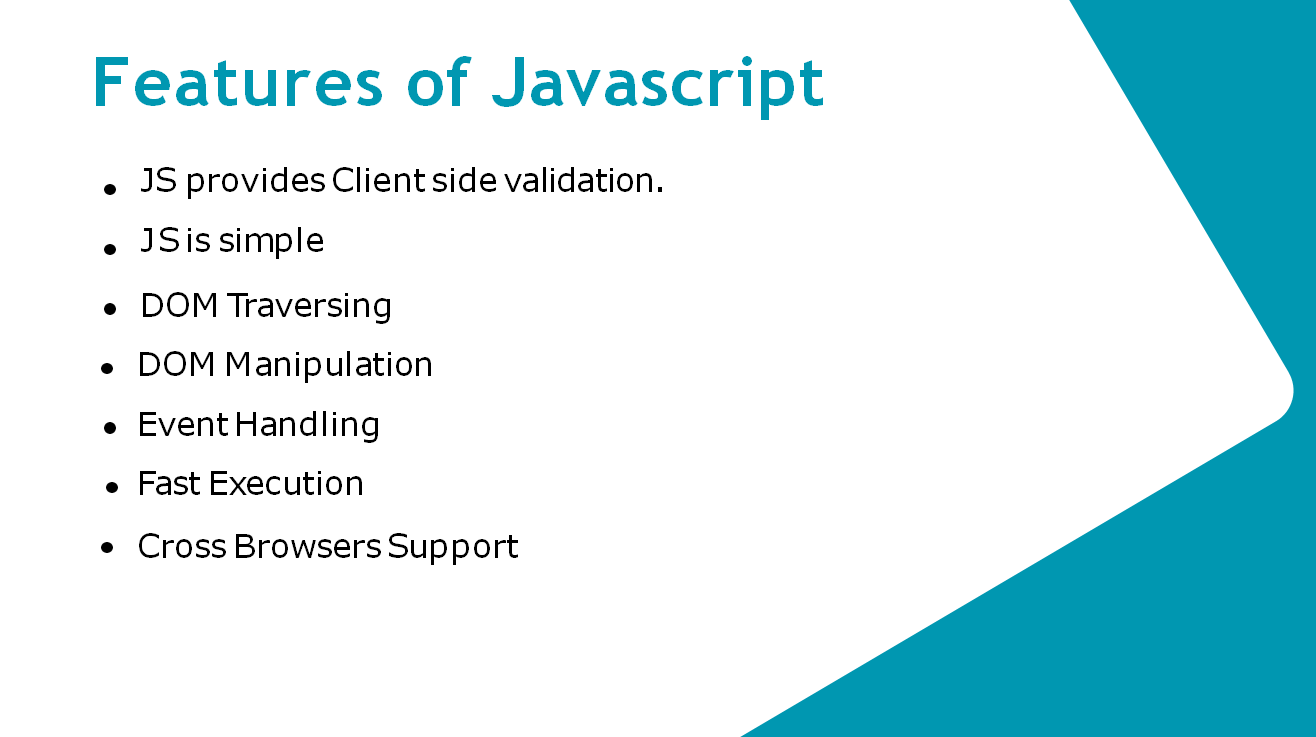 Features of Javascript
• JS provides Client side validation.
• JS is simple
• DOM Traversing
• DOM Manipulation
• Event Handling
• Fast Execution
• Cross Browsers Support